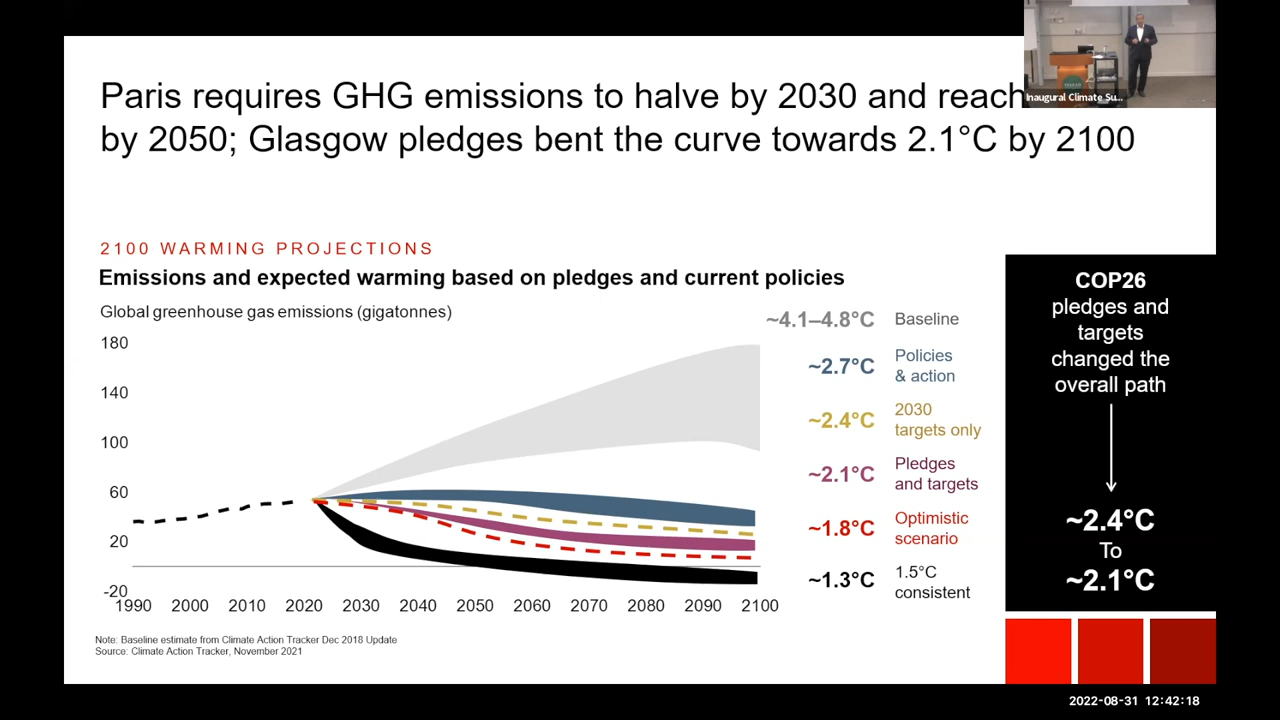 Paris requires GHG emissions to halve by 2030 and reach
by 2050; Glasgow pledges bent the curve towards 2.1°C by 2100
Inaugural Climate Su...
2100 WARMING PROJECTIONS
Emissions and expected warming based on pledges and current policies
Global greenhouse gas emissions (gigatonnes)
180
140
100
60
20
-20
1990 2000 2010 2020 2030 2040 2050 2060 2070 2080 2090 2100
~4.1–4.8°C Baseline
~2.7°C Policies
& action
~2.4°C 2030
targets only
~2.1°C Pledges
and targets
~1.8°C Optimistic
scenario
~1.3°C 1.5°C
consistent
COP26
pledges and
targets
changed the
overall path
~2.4°C
To
~2.1°C
Note: Baseline estimate from Climate Action Tracker Dec 2018 Update
Source: Climate Action Tracker, November 2021
2022-08-31 12:42:18